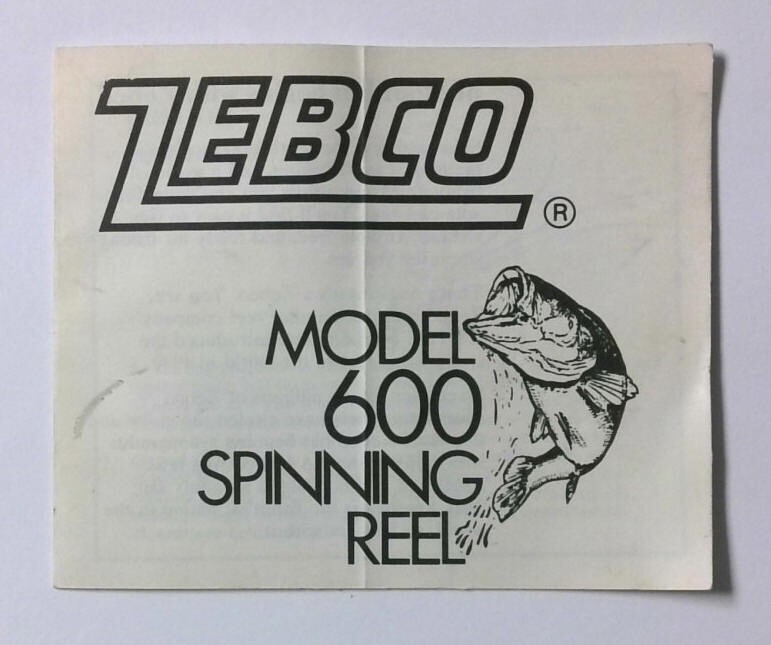 ZEBCO®
MODEL
600
SPINNING
REEL